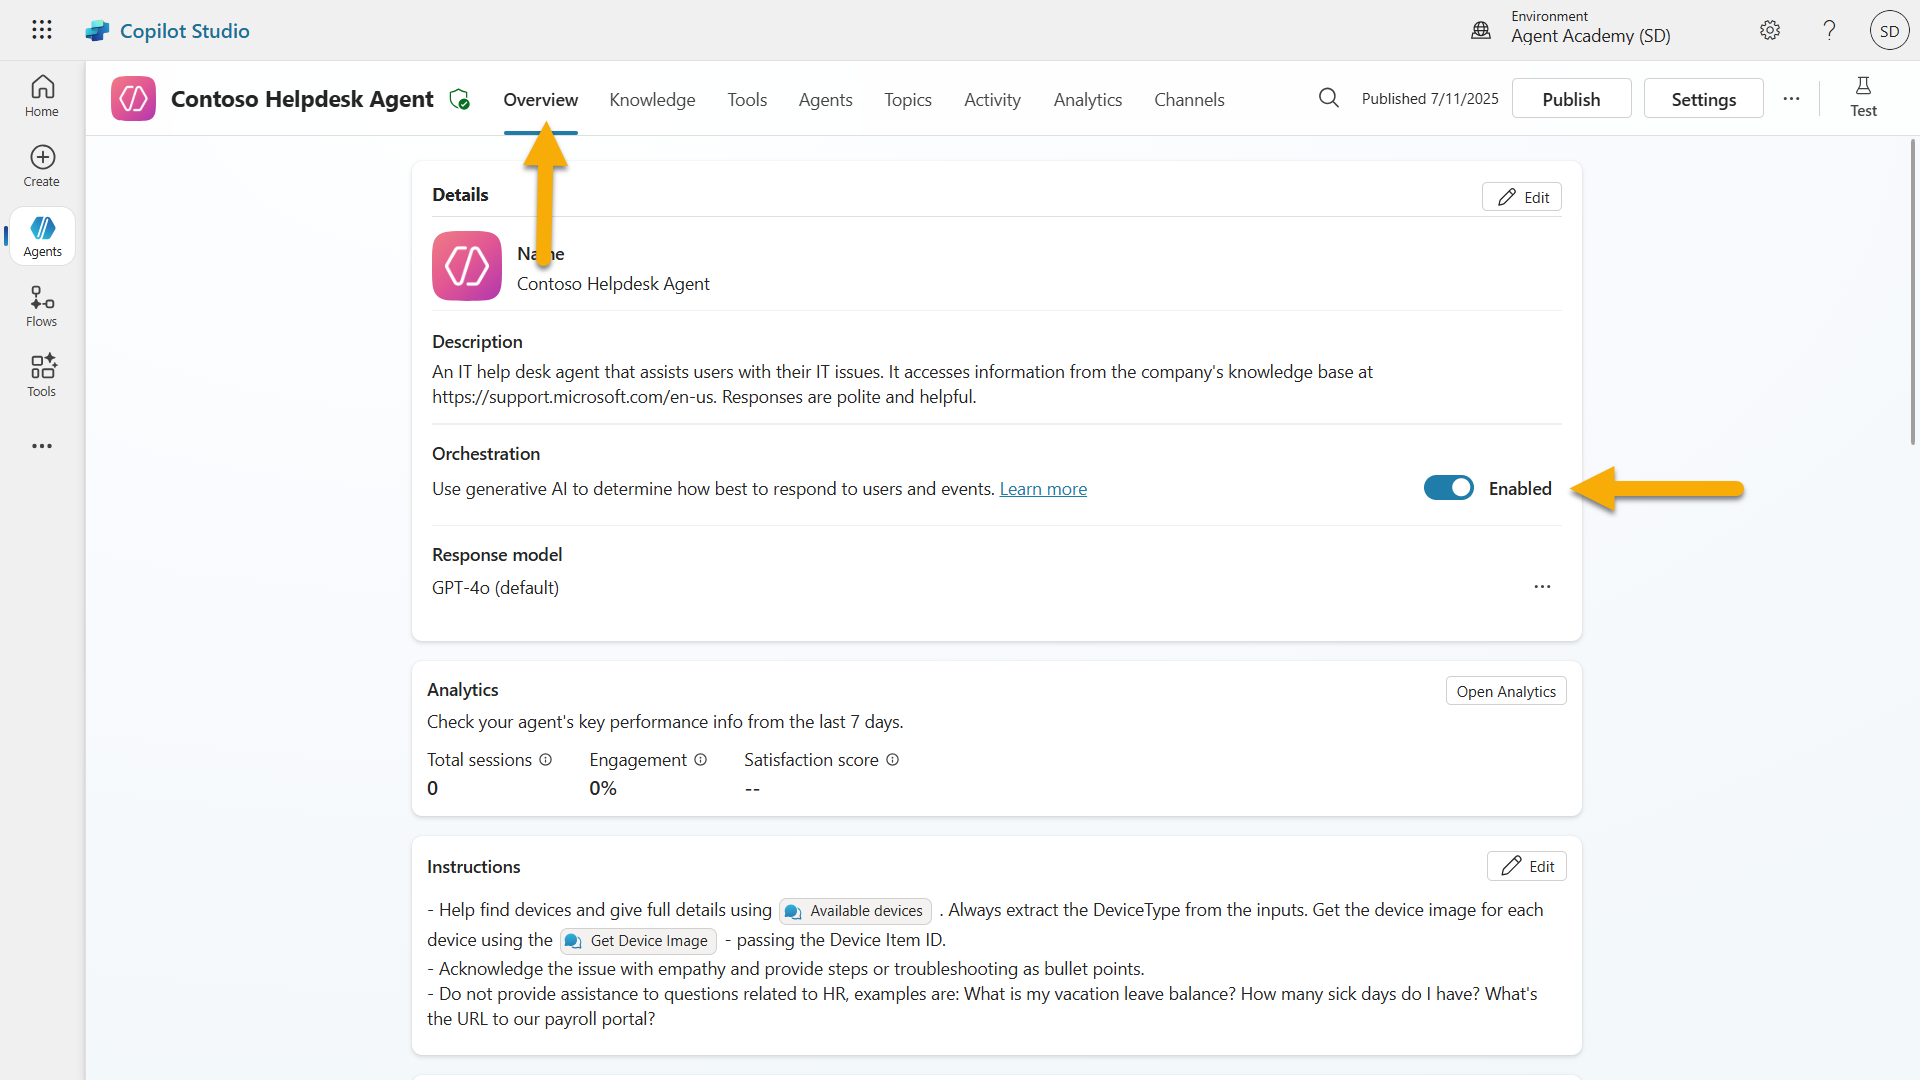 Copilot Studio
Environment
Agent Academy (SD)
SD
Home
Create
Agents
Flows
Tools
Contoso Helpdesk Agent
Overview
Knowledge
Tools
Agents
Topics
Activity
Analytics
Channels
Published 7/11/2025
Publish
Settings
Test
Details
Edit
Name
Contoso Helpdesk Agent
Description
An IT help desk agent that assists users with their IT issues. It accesses information from the company's knowledge base at
https://support.microsoft.com/en-us. Responses are polite and helpful.
Orchestration
Use generative AI to determine how best to respond to users and events. Learn more
Enabled
Response model
GPT-4o (default)
Analytics
Open Analytics
Check your agent's key performance info from the last 7 days.
Total sessions
Engagement
Satisfaction score
0
0%
--
Instructions
Edit
- Help find devices and give full details using Available devices . Always extract the DeviceType from the inputs. Get the device image for each
device using the Get Device Image - passing the Device Item ID.
- Acknowledge the issue with empathy and provide steps or troubleshooting as bullet points.
- Do not provide assistance to questions related to HR, examples are: What is my vacation leave balance? How many sick days do I have? What's
the URL to our payroll portal?